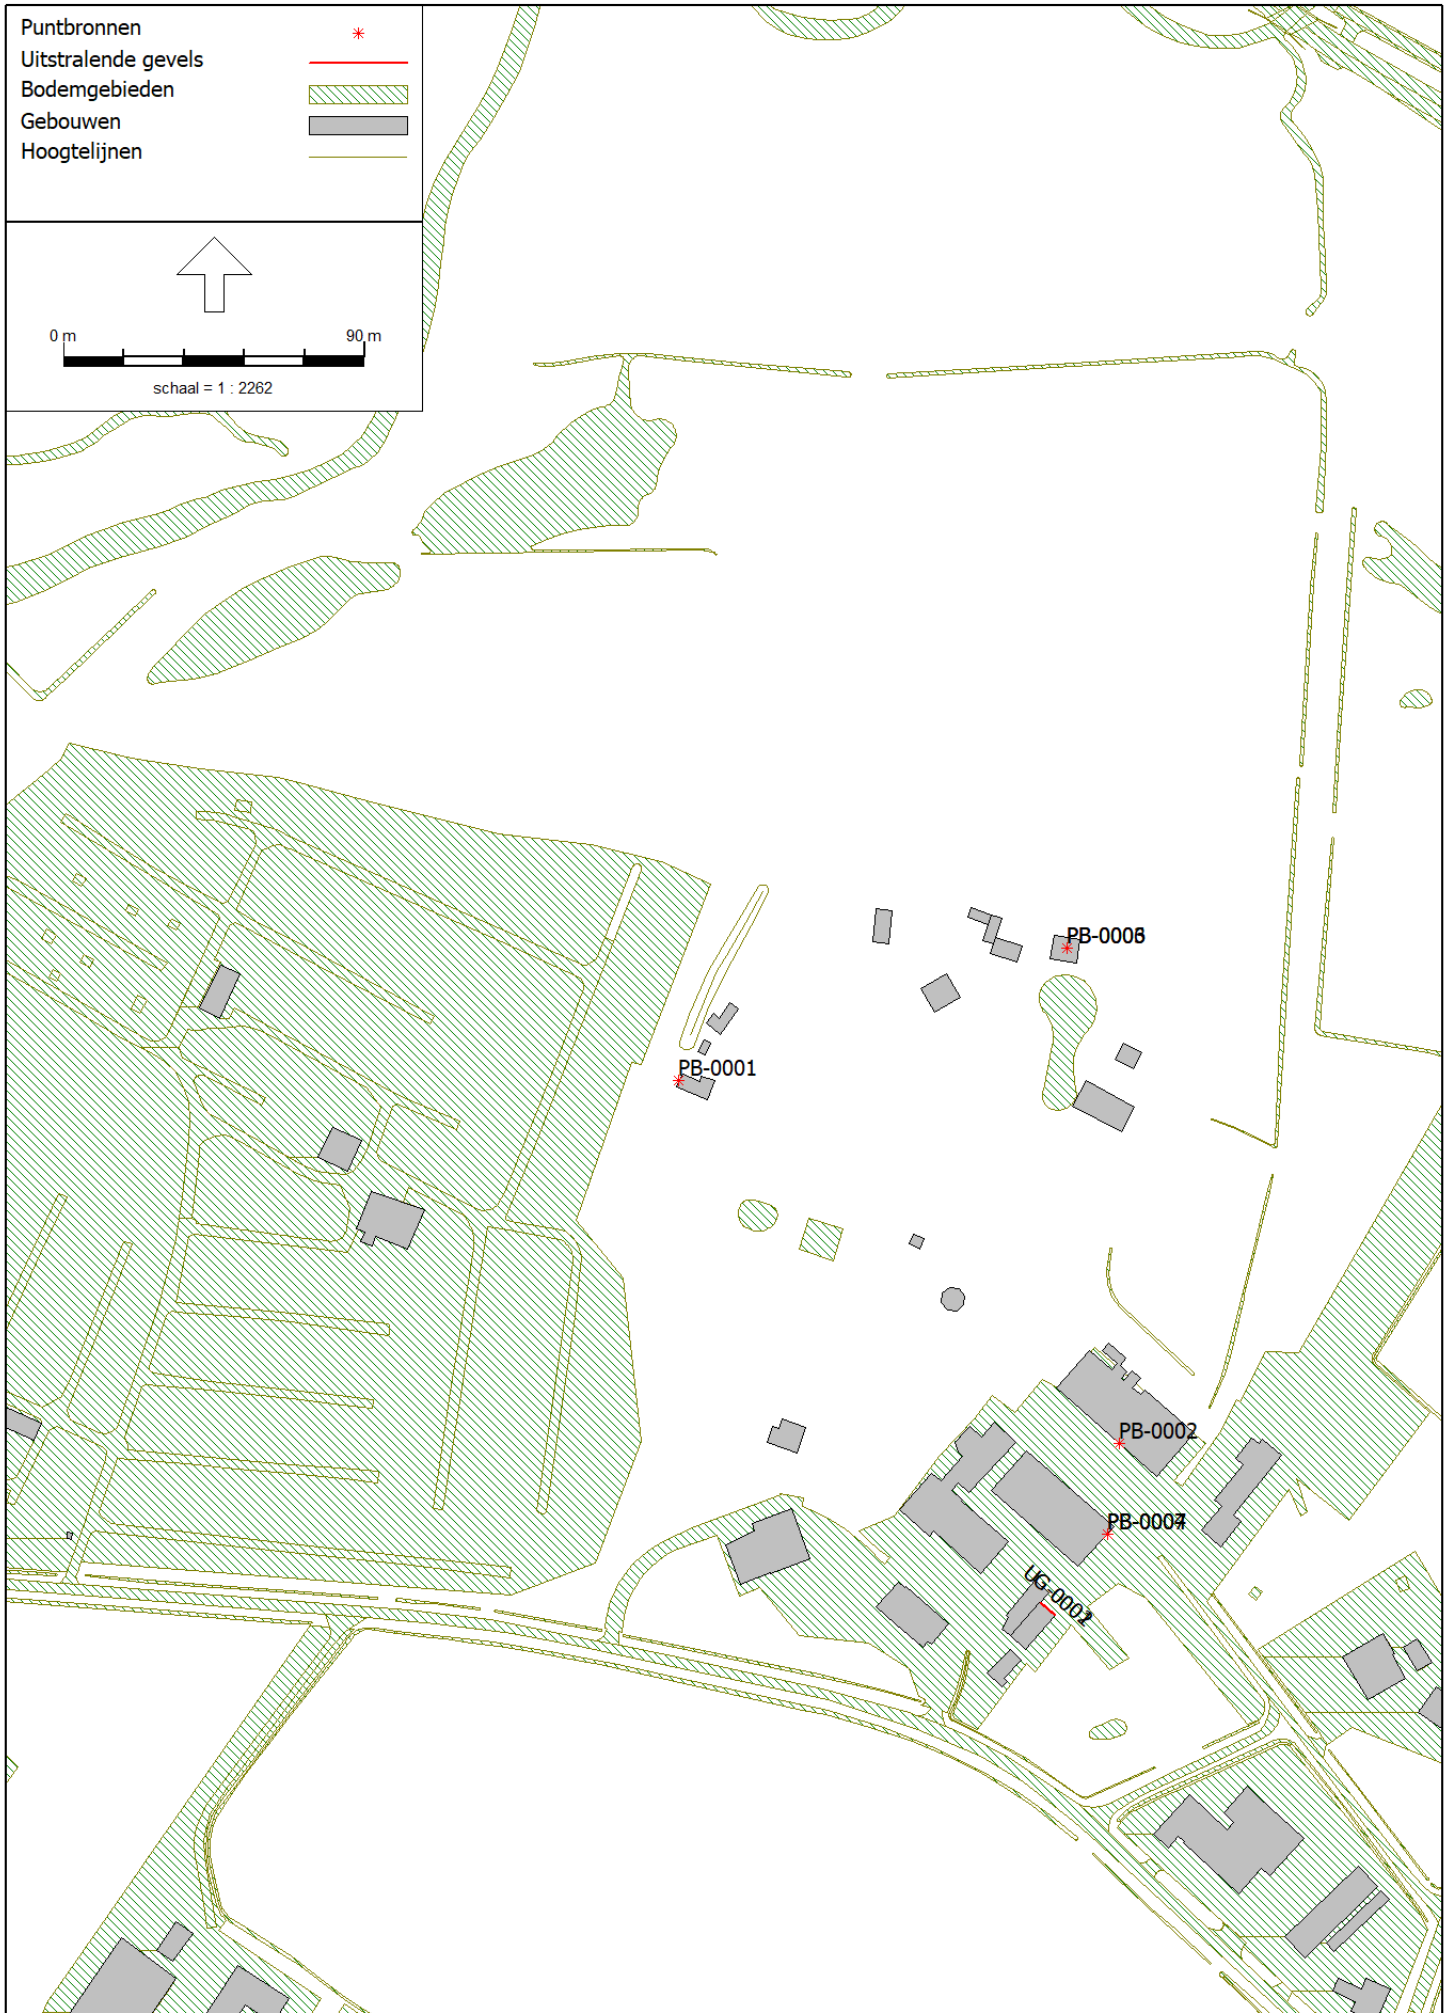 Puntbronnen
Uitstralende gevels
Bodemgebieden
Gebouwen
Hoogtelijnen
0 m 90 m
schaal = 1 : 2262
PB-0001
PB-0002